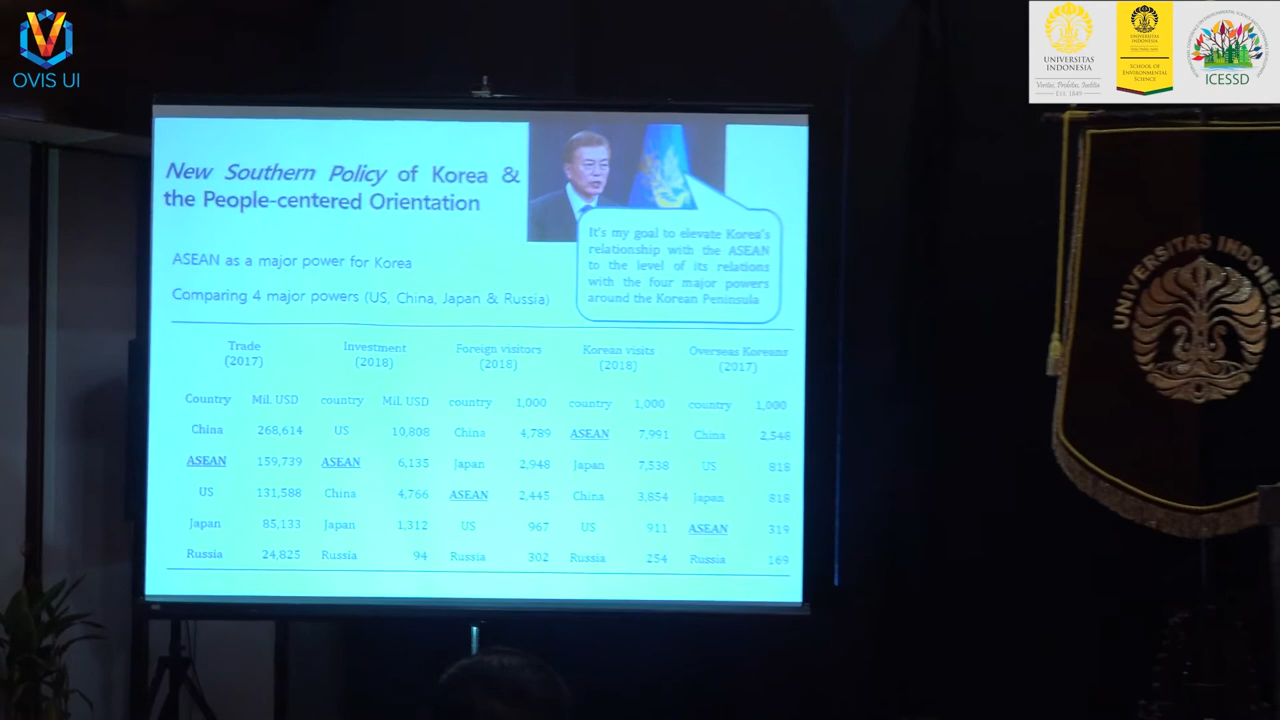 OVIS UI
UNIVERSITAS
INDONESIA
Veritas, Probitas, Iustitia
EST. 1849
UNIVERSITAS
INDONESIA
SCHOOL OF
ENVIRONMENTAL
SCIENCE
ICESSD
New Southern Policy of Korea &
the People-centered Orientation
It's my goal to elevate Korea's
relationship with the ASEAN
to the level of its relations
with the four major powers
around the Korean Peninsula
ASEAN as a major power for Korea
Comparing 4 major powers (US, China, Japan & Russia)
Trade Investment Foreign visitors Korean visits Overseas Koreans
(2017) (2018) (2018) (2018) (2017)
Country Mil. USD country Mil. USD country 1,000 country 1,000 country 1,000
China 268,614 US 10,808 China 4,789 ASEAN 7,991 China 2,548
ASEAN 159,739 ASEAN 6,135 Japan 2,948 Japan 7,538 US 818
US 131,588 China 4,766 ASEAN 2,445 China 3,854 Japan 818
Japan 85,133 Japan 1,312 US 967 US 911 ASEAN 319
Russia 24,825 Russia 94 Russia 302 Russia 254 Russia 169
UNIVERSITAS INDONESIA